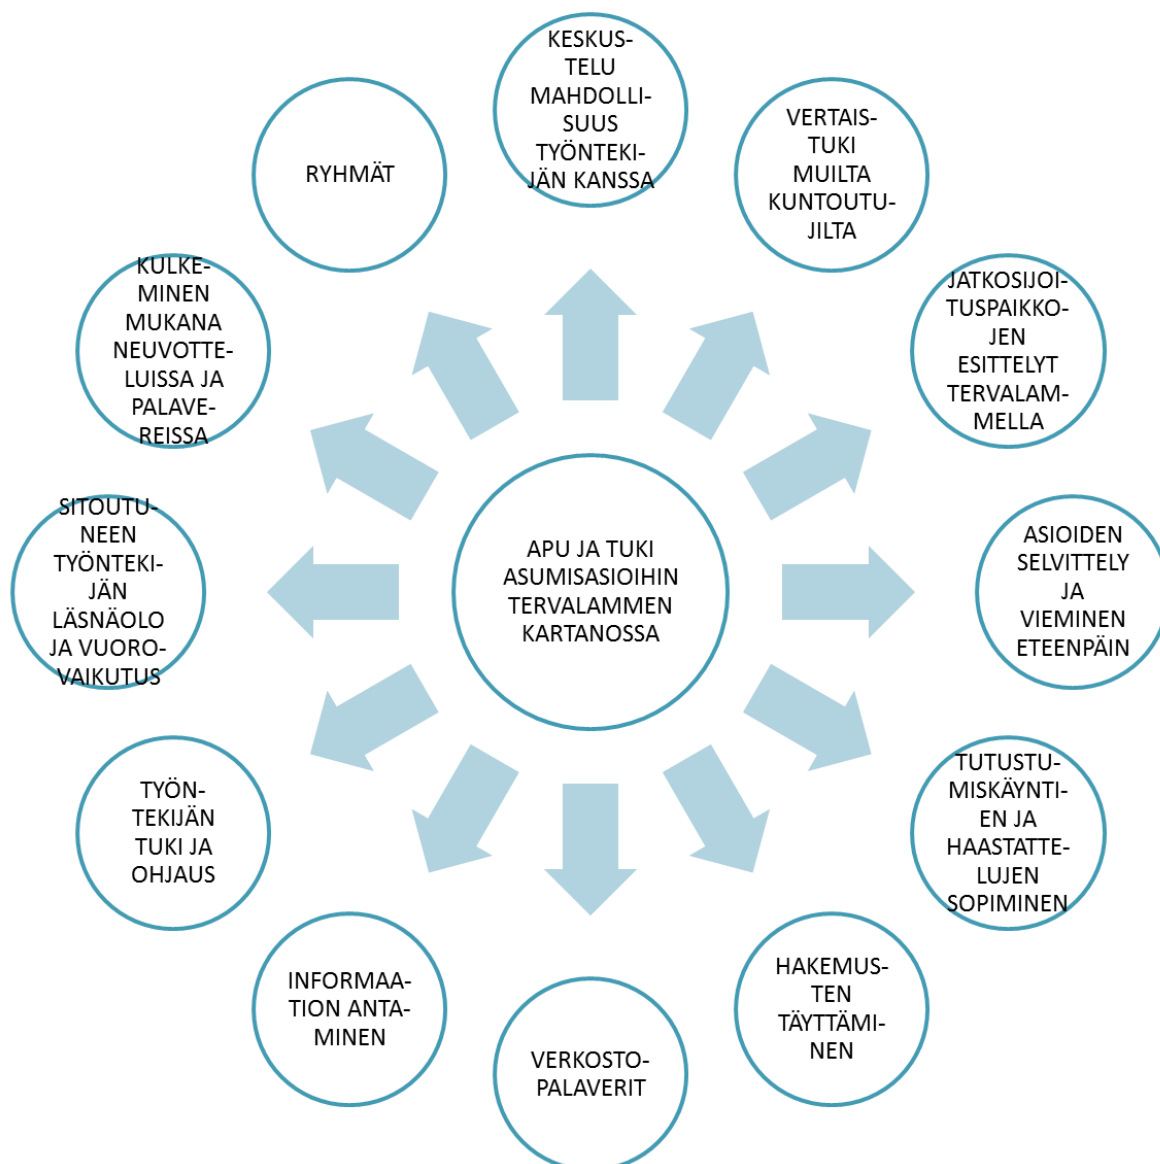 KESKUS-
TELU
MAHDOLLI-
SUUS
TYÖNTEKI-
JÄN KANSSA
VERTAIS-
TUKI
MUILTA
KUNTOUTU-
JILTA
JATKOSIJOI-
TUSPAIKKO-
JEN
ESITTELYT
TERVALAM-
MELLA
ASIOIDEN
SELVITTELY
JA
VIEMINEN
ETEENPÄIN
TUTUSTU-
MISKÄYNTI-
EN JA
HAASTATTE-
LUJEN
SOPIMINEN
HAKEMUS-
TEN
TÄYTTÄMI-
NEN
VERKOSTO-
PALAVERIT
INFORMAA-
TION ANTA-
MINEN
TYÖN-
TEKIJÄN
TUKI JA
OHJAUS
SITOUTU-
NEEN
TYÖNTEKI-
JÄN
LÄSNÄOLO
JA VUORO-
VAIKUTUS
KULKE-
MINEN
MUKANA
NEUVOTTE-
LUISSA JA
PALAVE-
REISSA
RYHMÄT
APU JA TUKI
ASUMISASIOIHIN
TERVALAMMEN
KARTANOSSA